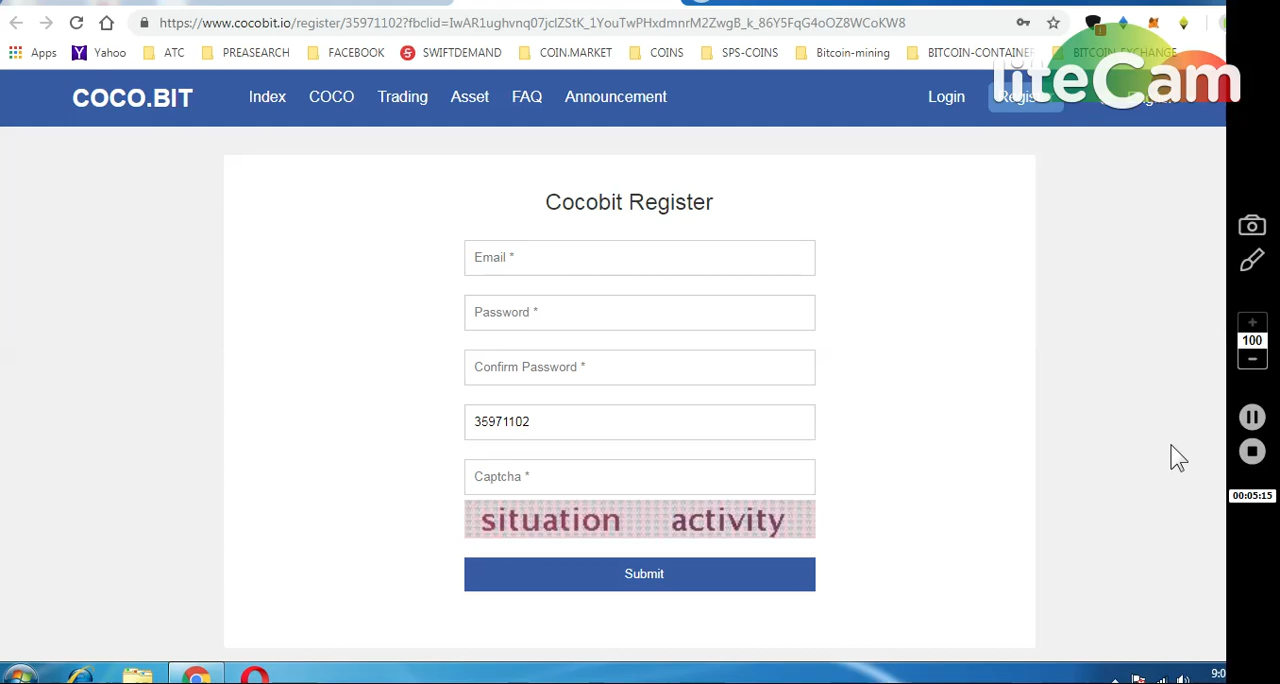 https://www.cocobit.io/register/35971102?fbclid=IwAR1ughvnq07jcIZStK_1YouTwPHxdmnrM2ZwgB_k_86Y5FqG4oOZ8WCoKW8
Apps Yahoo ATC PREASEARCH FACEBOOK SWIFTDEMAND COIN.MARKET COINS SPS-COINS Bitcoin-mining BITCOIN-CONTAINER BITCOIN-EXCHANGE
liteCam
COCO.BIT Index COCO Trading Asset FAQ Announcement Login
Cocobit Register
Email *
Password *
Confirm Password *
35971102
Captcha *
situation activity
Submit
100
00:05:15